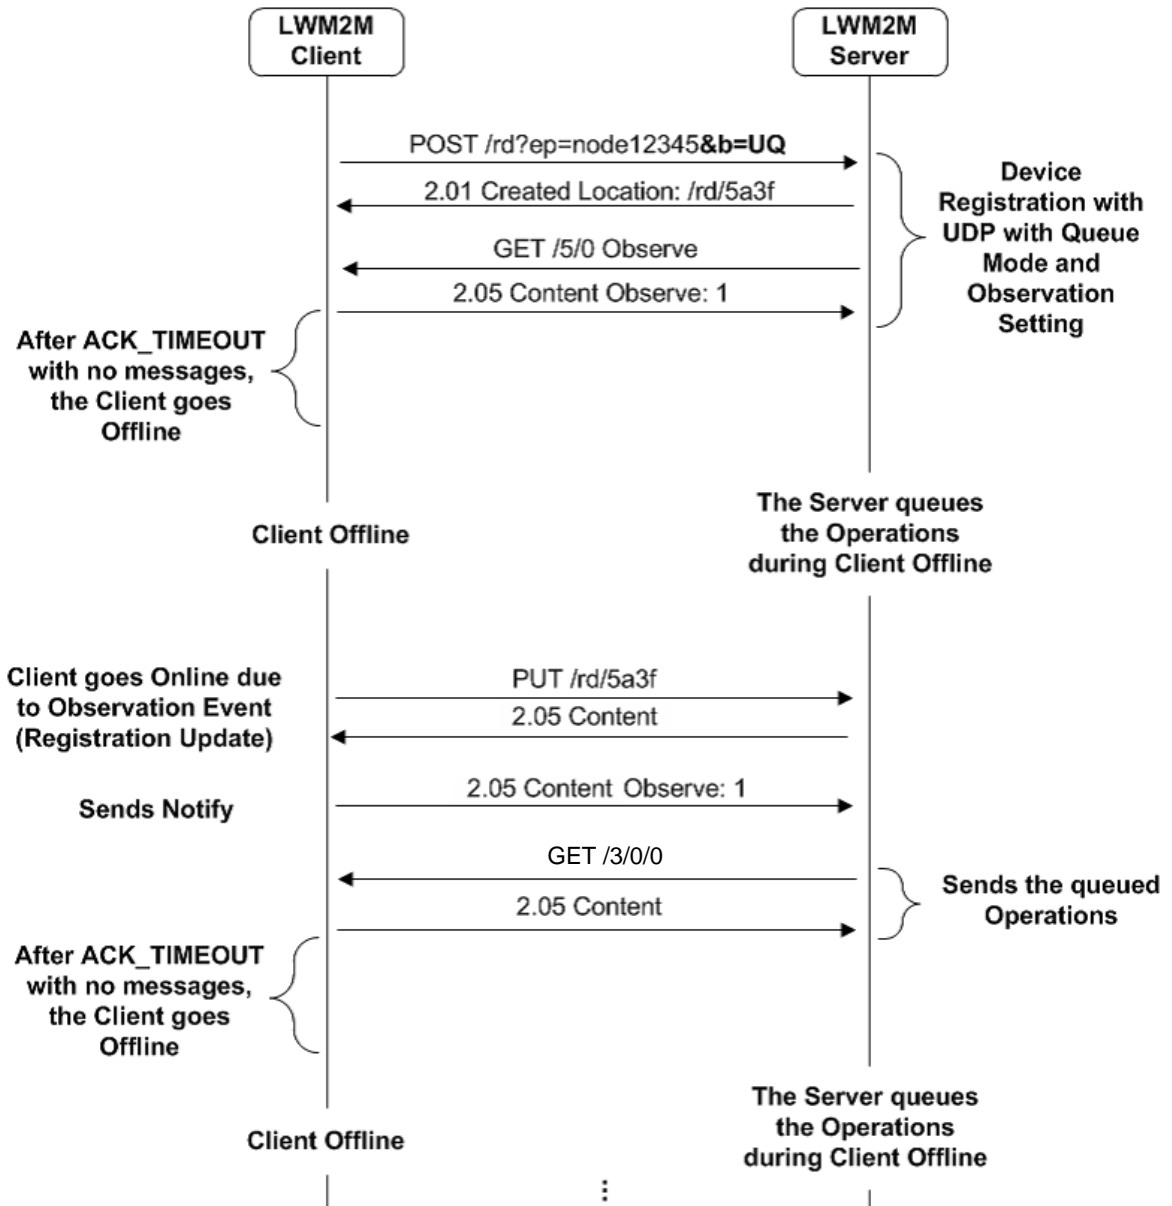 LWM2M
Client
LWM2M
Server
POST /rd?ep=node12345&b=UQ
2.01 Created Location: /rd/5a3f
GET /5/0 Observe
2.05 Content Observe: 1
Device
Registration with
UDP with Queue
Mode and
Observation
Setting
After ACK_TIMEOUT
with no messages,
the Client goes
Offline
Client Offline
The Server queues
the Operations
during Client Offline
Client goes Online due
to Observation Event
(Registration Update)
PUT /rd/5a3f
2.05 Content
Sends Notify
2.05 Content Observe: 1
GET /3/0/0
2.05 Content
Sends the queued
Operations
After ACK_TIMEOUT
with no messages,
the Client goes
Offline
Client Offline
The Server queues
the Operations
during Client Offline
⋮